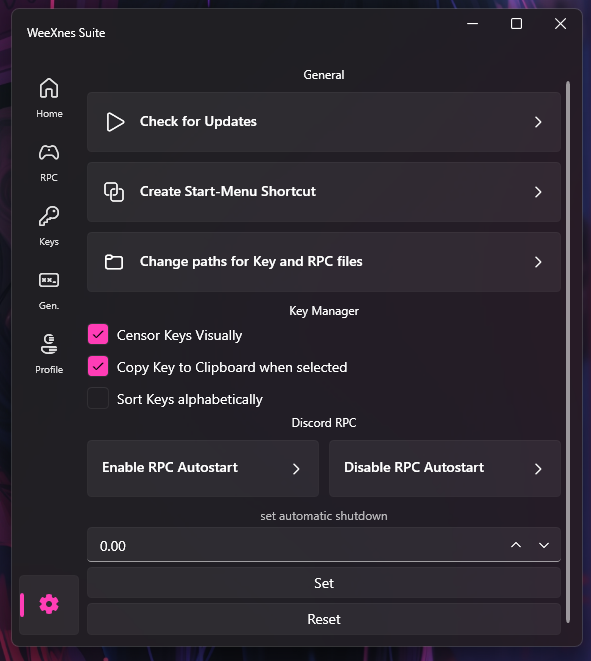 WeeXnes Suite
Home
RPC
Keys
Gen.
Profile
General
Check for Updates
Create Start-Menu Shortcut
Change paths for Key and RPC files
Key Manager
Censor Keys Visually
Copy Key to Clipboard when selected
Sort Keys alphabetically
Discord RPC
Enable RPC Autostart
Disable RPC Autostart
set automatic shutdown
0.00
Set
Reset